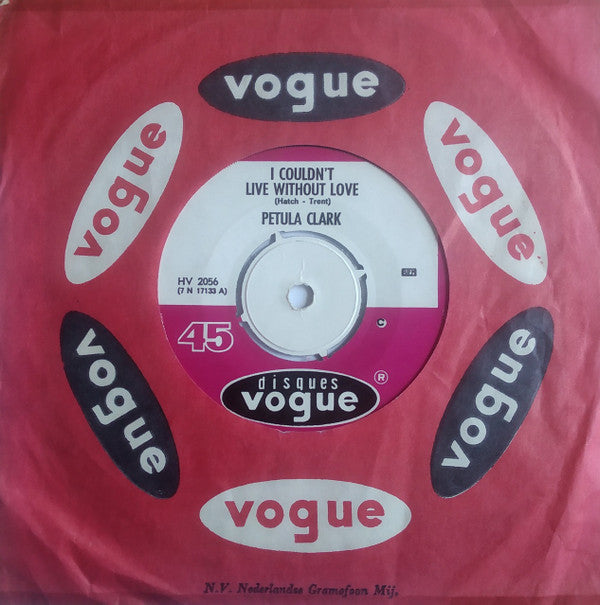 vogue
vogue
vogue
I COULDN'T
LIVE WITHOUT LOVE
(Hatch - Trent)
PETULA CLARK
HV 2056
(7 N 17133 A)
45
C
disques
vogue ®
vogue
vogue
vogue
N.V. Nederlandse Gramofoon Mij.